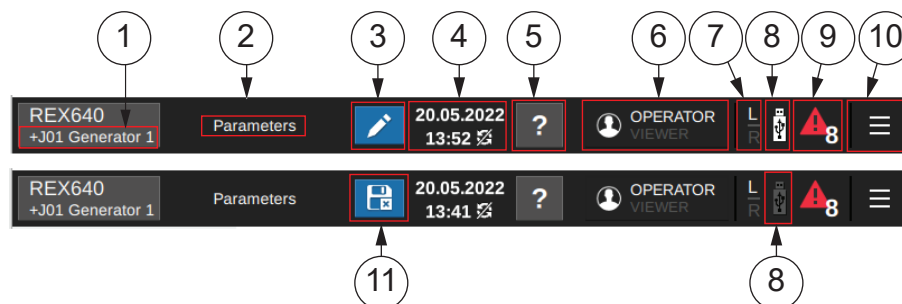 1 2 3 4 5 6 7 8 9 10
REX640
+J01 Generator 1
Parameters
20.05.2022
13:52
?
OPERATOR
VIEWER
L
R
8
REX640
+J01 Generator 1
Parameters
20.05.2022
13:41
?
OPERATOR
VIEWER
L
R
8
11 8